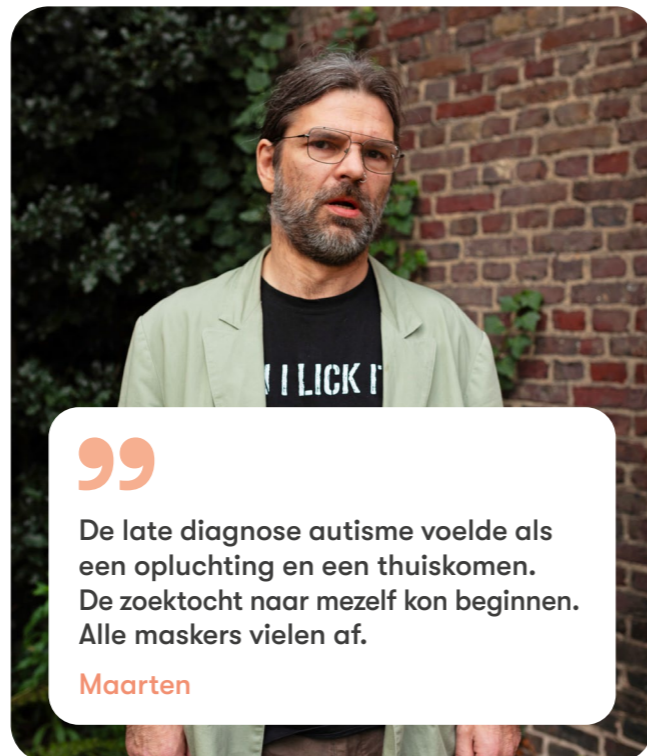 I LICK IT
”
De late diagnose autisme voelde als
een opluchting en een thuiskomen.
De zoektocht naar mezelf kon beginnen.
Alle maskers vielen af.
Maarten